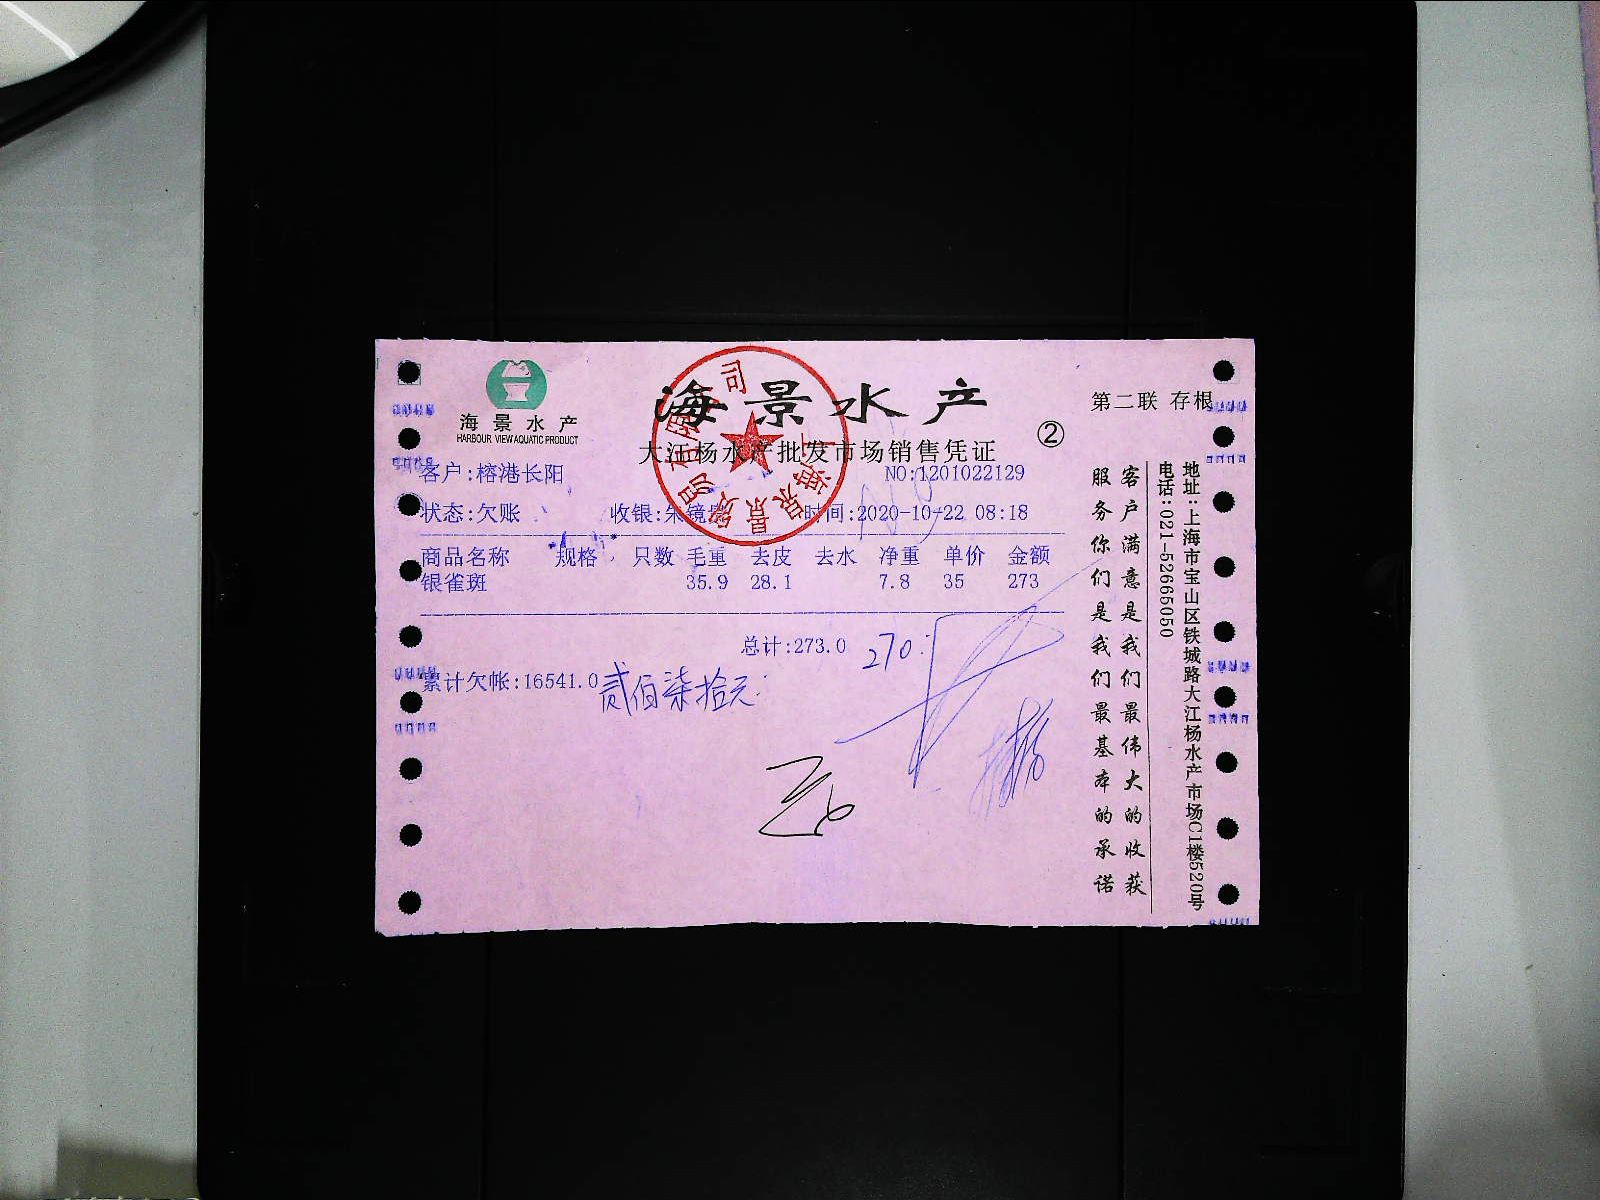 海景水产
HARBOUR VIEW AQUATIC PRODUCT
海景水产
第二联 存根
大江杨水产批发市场销售凭证
②
客户:榕港长阳 NO:1201022129
状态:欠账 收银:朱镜 时间:2020-10-22 08:18
商品名称 规格 只数 毛重 去皮 去水 净重 单价 金额
银雀斑 35.9 28.1 7.8 35 273
总计:273.0 270.
累计欠帐:16541.0 贰佰柒拾元
客户满意是我们最伟大的收获
服务你们是我们最基本的承诺
地址:上海市宝山区铁城路大江杨水产市场C1楼520号
电话:021-52665050